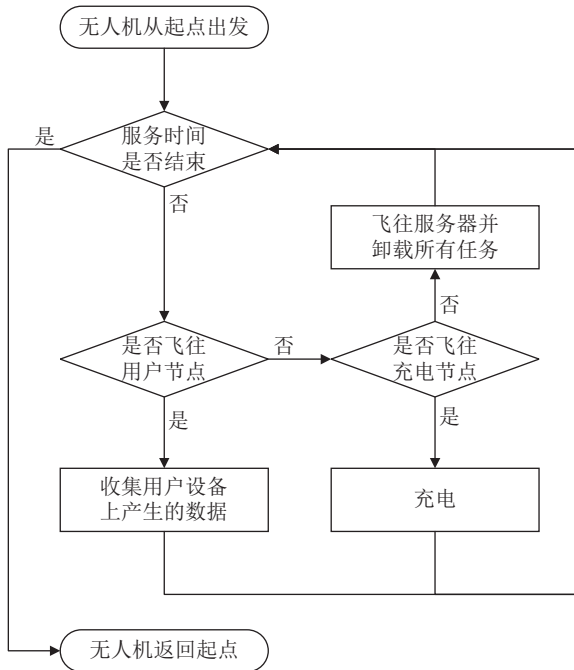 无人机从起点出发
是
服务时间
是否结束
否
飞往服务器并
卸载所有任务
否
是否飞往
用户节点
否
是否飞往
充电节点
是
是
收集用户设备
上产生的数据
充电
无人机返回起点